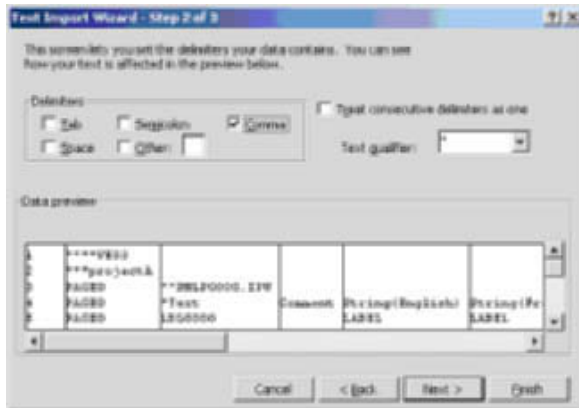 Text Import Wizard - Step 2 of 3
This screen lets you set the delimiters your data contains. You can see
how your text is affected in the preview below.
Delimiters
Tab
Semicolon
Comma
Space
Other:
Treat consecutive delimiters as one
Text qualifier:
Data preview
1
2 ***projectA
3 PAGED
4 PAGED *Text Comment String(English)
5 PAGED LABEL LABEL
Cancel
< Back
Next >
Finish